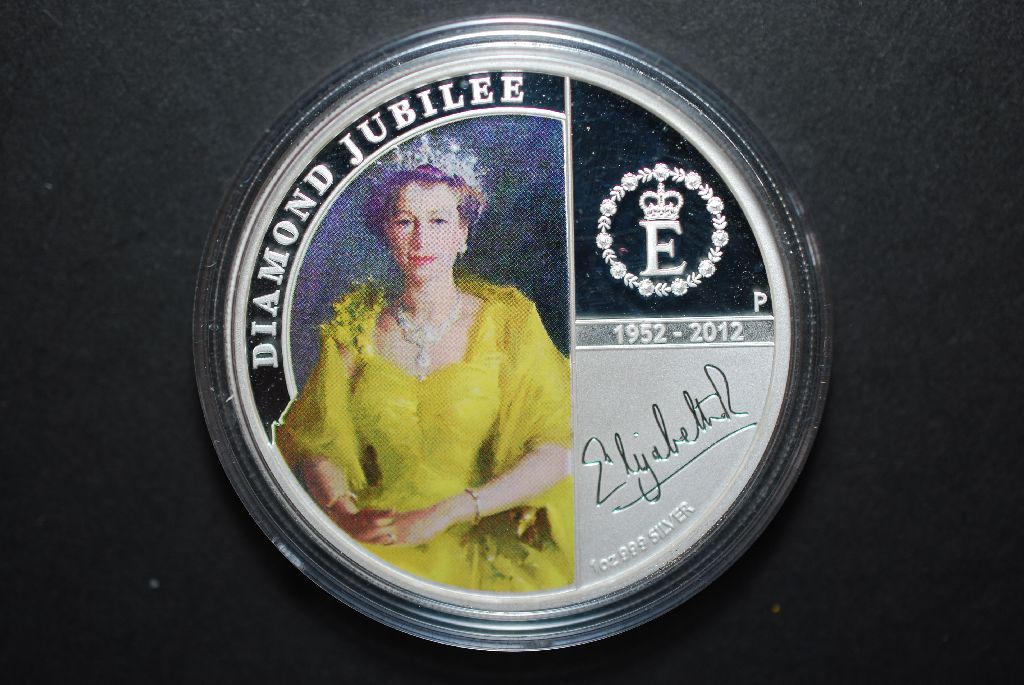 DIAMOND JUBILEE
E
P
1952 - 2012
Elizabeth R
1oz 999 SILVER